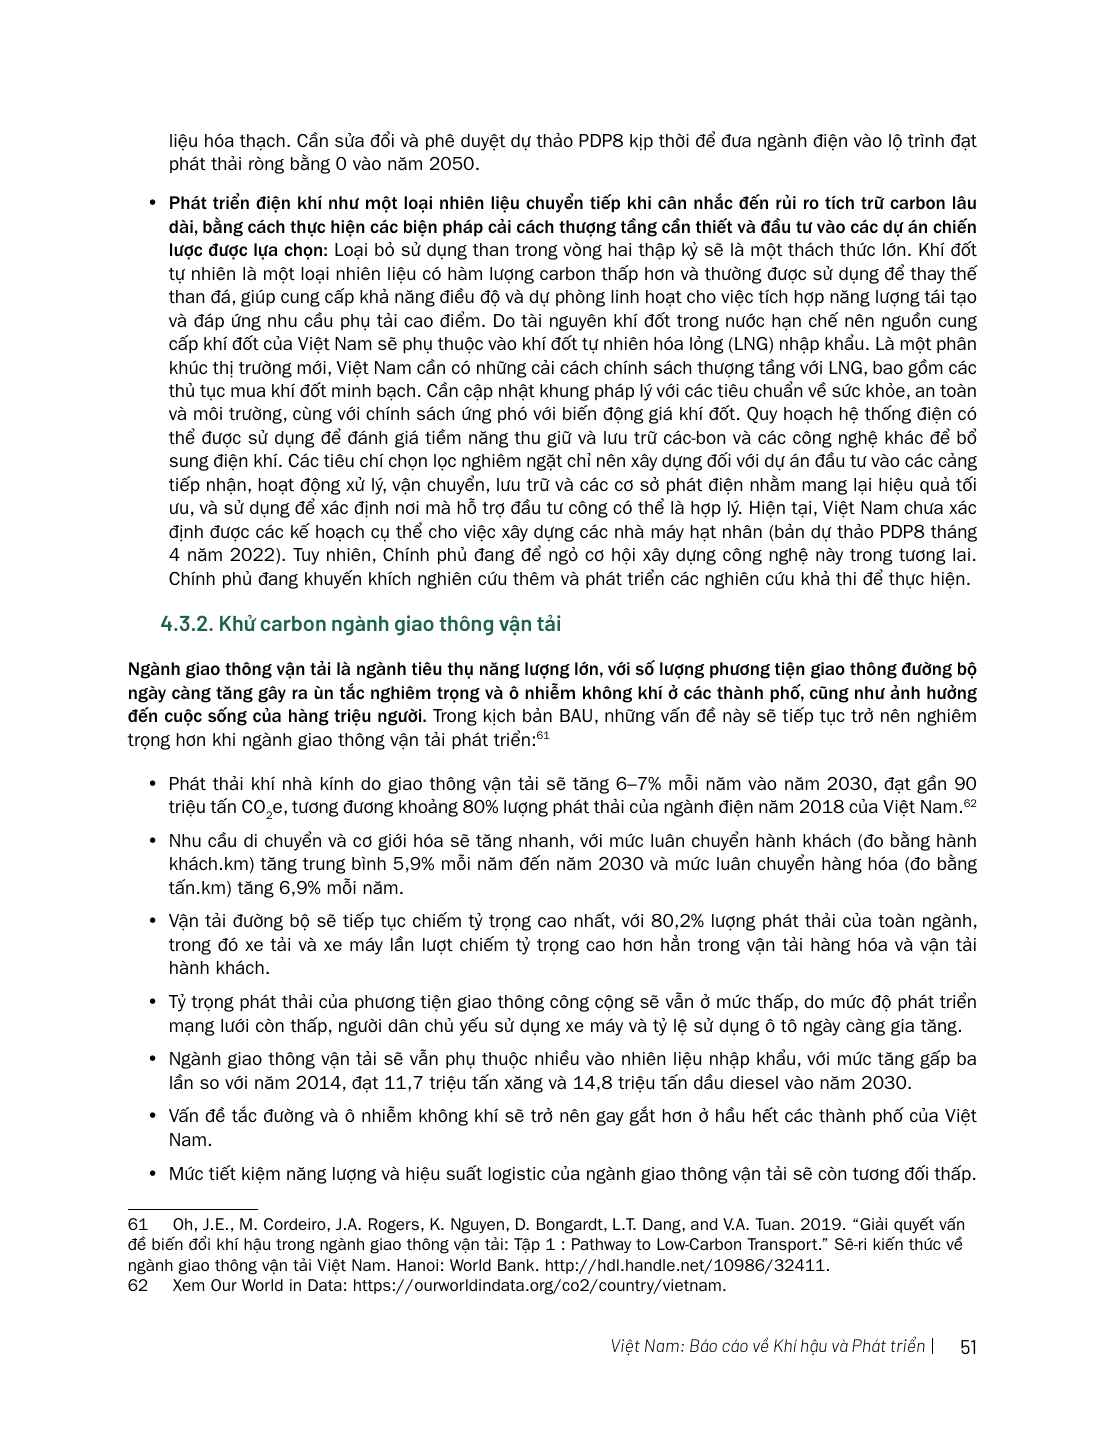 liệu hóa thạch. Cần sửa đổi và phê duyệt dự thảo PDP8 kịp thời để đưa ngành điện vào lộ trình đạt
phát thải ròng bằng 0 vào năm 2050.
• Phát triển điện khí như một loại nhiên liệu chuyển tiếp khi cân nhắc đến rủi ro tích trữ carbon lâu
dài, bằng cách thực hiện các biện pháp cải cách thượng tầng cần thiết và đầu tư vào các dự án chiến
lược được lựa chọn: Loại bỏ sử dụng than trong vòng hai thập kỷ sẽ là một thách thức lớn. Khí đốt
tự nhiên là một loại nhiên liệu có hàm lượng carbon thấp hơn và thường được sử dụng để thay thế
than đá, giúp cung cấp khả năng điều độ và dự phòng linh hoạt cho việc tích hợp năng lượng tái tạo
và đáp ứng nhu cầu phụ tải cao điểm. Do tài nguyên khí đốt trong nước hạn chế nên nguồn cung
cấp khí đốt của Việt Nam sẽ phụ thuộc vào khí đốt tự nhiên hóa lỏng (LNG) nhập khẩu. Là một phân
khúc thị trường mới, Việt Nam cần có những cải cách chính sách thượng tầng với LNG, bao gồm các
thủ tục mua khí đốt minh bạch. Cần cập nhật khung pháp lý với các tiêu chuẩn về sức khỏe, an toàn
và môi trường, cùng với chính sách ứng phó với biến động giá khí đốt. Quy hoạch hệ thống điện có
thể được sử dụng để đánh giá tiềm năng thu giữ và lưu trữ các-bon và các công nghệ khác để bổ
sung điện khí. Các tiêu chí chọn lọc nghiêm ngặt chỉ nên xây dựng đối với dự án đầu tư vào các cảng
tiếp nhận, hoạt động xử lý, vận chuyển, lưu trữ và các cơ sở phát điện nhằm mang lại hiệu quả tối
ưu, và sử dụng để xác định nơi mà hỗ trợ đầu tư công có thể là hợp lý. Hiện tại, Việt Nam chưa xác
định được các kế hoạch cụ thể cho việc xây dựng các nhà máy hạt nhân (bản dự thảo PDP8 tháng
4 năm 2022). Tuy nhiên, Chính phủ đang để ngỏ cơ hội xây dựng công nghệ này trong tương lai.
Chính phủ đang khuyến khích nghiên cứu thêm và phát triển các nghiên cứu khả thi để thực hiện.
4.3.2. Khử carbon ngành giao thông vận tải
Ngành giao thông vận tải là ngành tiêu thụ năng lượng lớn, với số lượng phương tiện giao thông đường bộ
ngày càng tăng gây ra ùn tắc nghiêm trọng và ô nhiễm không khí ở các thành phố, cũng như ảnh hưởng
đến cuộc sống của hàng triệu người. Trong kịch bản BAU, những vấn đề này sẽ tiếp tục trở nên nghiêm
trọng hơn khi ngành giao thông vận tải phát triển:61
• Phát thải khí nhà kính do giao thông vận tải sẽ tăng 6–7% mỗi năm vào năm 2030, đạt gần 90
triệu tấn CO2e, tương đương khoảng 80% lượng phát thải của ngành điện năm 2018 của Việt Nam.62
• Nhu cầu di chuyển và cơ giới hóa sẽ tăng nhanh, với mức luân chuyển hành khách (đo bằng hành
khách.km) tăng trung bình 5,9% mỗi năm đến năm 2030 và mức luân chuyển hàng hóa (đo bằng
tấn.km) tăng 6,9% mỗi năm.
• Vận tải đường bộ sẽ tiếp tục chiếm tỷ trọng cao nhất, với 80,2% lượng phát thải của toàn ngành,
trong đó xe tải và xe máy lần lượt chiếm tỷ trọng cao hơn hẳn trong vận tải hàng hóa và vận tải
hành khách.
• Tỷ trọng phát thải của phương tiện giao thông công cộng sẽ vẫn ở mức thấp, do mức độ phát triển
mạng lưới còn thấp, người dân chủ yếu sử dụng xe máy và tỷ lệ sử dụng ô tô ngày càng gia tăng.
• Ngành giao thông vận tải sẽ vẫn phụ thuộc nhiều vào nhiên liệu nhập khẩu, với mức tăng gấp ba
lần so với năm 2014, đạt 11,7 triệu tấn xăng và 14,8 triệu tấn dầu diesel vào năm 2030.
• Vấn đề tắc đường và ô nhiễm không khí sẽ trở nên gay gắt hơn ở hầu hết các thành phố của Việt
Nam.
• Mức tiết kiệm năng lượng và hiệu suất logistic của ngành giao thông vận tải sẽ còn tương đối thấp.
61 Oh, J.E., M. Cordeiro, J.A. Rogers, K. Nguyen, D. Bongardt, L.T. Dang, and V.A. Tuan. 2019. “Giải quyết vấn
đề biến đổi khí hậu trong ngành giao thông vận tải: Tập 1 : Pathway to Low-Carbon Transport.” Sê-ri kiến thức về
ngành giao thông vận tải Việt Nam. Hanoi: World Bank. http://hdl.handle.net/10986/32411.
62 Xem Our World in Data: https://ourworldindata.org/co2/country/vietnam.
Việt Nam: Báo cáo về Khí hậu và Phát triển | 51